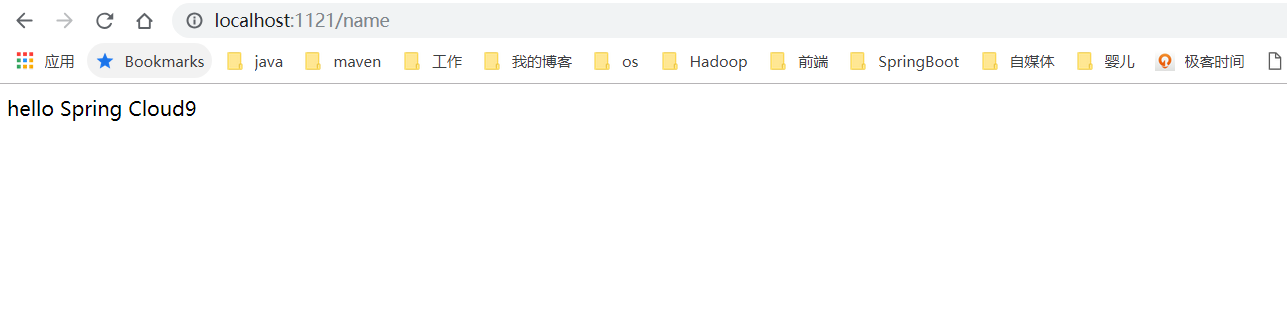 localhost:1121/name
应用 Bookmarks java maven 工作 我的博客 os Hadoop 前端 SpringBoot 自媒体 婴儿 极客时间
hello Spring Cloud9